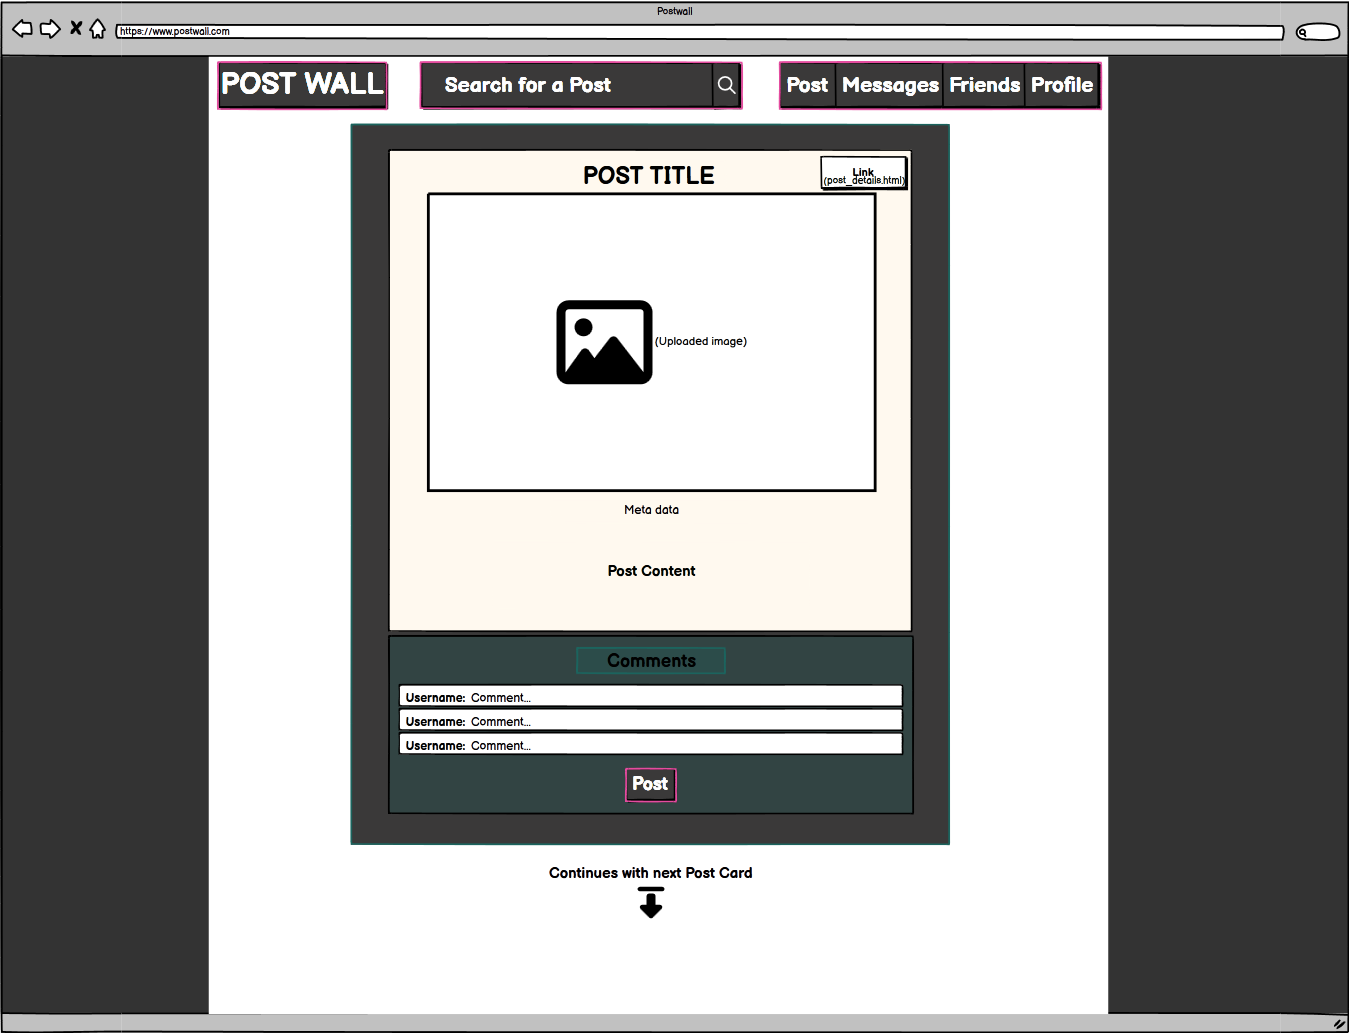 Postwall
https://www.postwall.com
POST WALL
Search for a Post
Post Messages Friends Profile
POST TITLE
Link
(post_details.html)
(Uploaded image)
Meta data
Post Content
Comments
Username: Comment...
Username: Comment...
Username: Comment...
Post
Continues with next Post Card